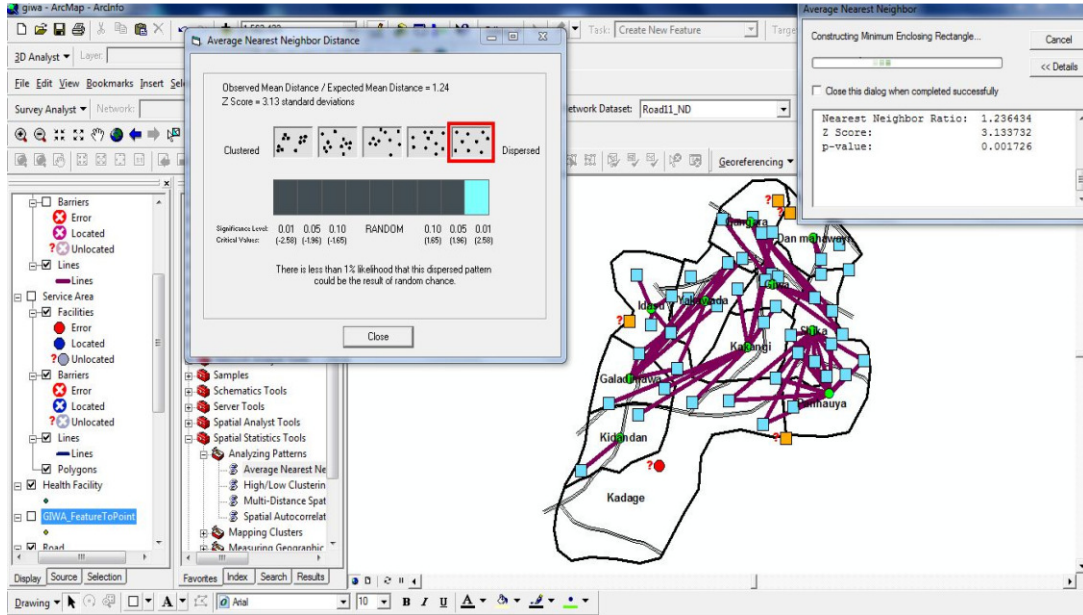 giwa - ArcMap - ArcInfo
Task: Create New Feature
3D Analyst Layer:
File Edit View Bookmarks Insert
Survey Analyst Network:
Network Dataset: Road11_ND
Georeferencing
Average Nearest Neighbor Distance
Observed Mean Distance / Expected Mean Distance = 1.24
Z Score = 3.13 standard deviations
Clustered
Dispersed
Significance Level: 0.01 0.05 0.10 RANDOM 0.10 0.05 0.01
Critical Values: (-2.58) (-1.96) (-1.65) (1.65) (1.96) (2.58)
There is less than 1% likelihood that this dispersed pattern
could be the result of random chance.
Close
Average Nearest Neighbor
Constructing Minimum Enclosing Rectangle...
Cancel
<< Details
Close this dialog when completed successfully
Nearest Neighbor Ratio: 1.236434
Z Score: 3.133732
p-value: 0.001726
Barriers
Error
Located
Unlocated
Lines
Lines
Service Area
Facilities
Error
Located
Unlocated
Barriers
Error
Located
Unlocated
Lines
Lines
Polygons
Health Facility
GIWA_FeatureToPoint
Road
Display Source Selection
Samples
Schematics Tools
Server Tools
Spatial Analyst Tools
Spatial Statistics Tools
Analyzing Patterns
Average Nearest Ne
High/Low Clusterin
Multi-Distance Spat
Spatial Autocorrelat
Mapping Clusters
Measuring Geographic
Favorites Index Search Results
Gangara
Dan mahawayi
Giwa
Idasu
Yakawada
Shika
Kakangi
Galadimawa
Kidandan
Kadage
Drawing
Arial
10
B I U A